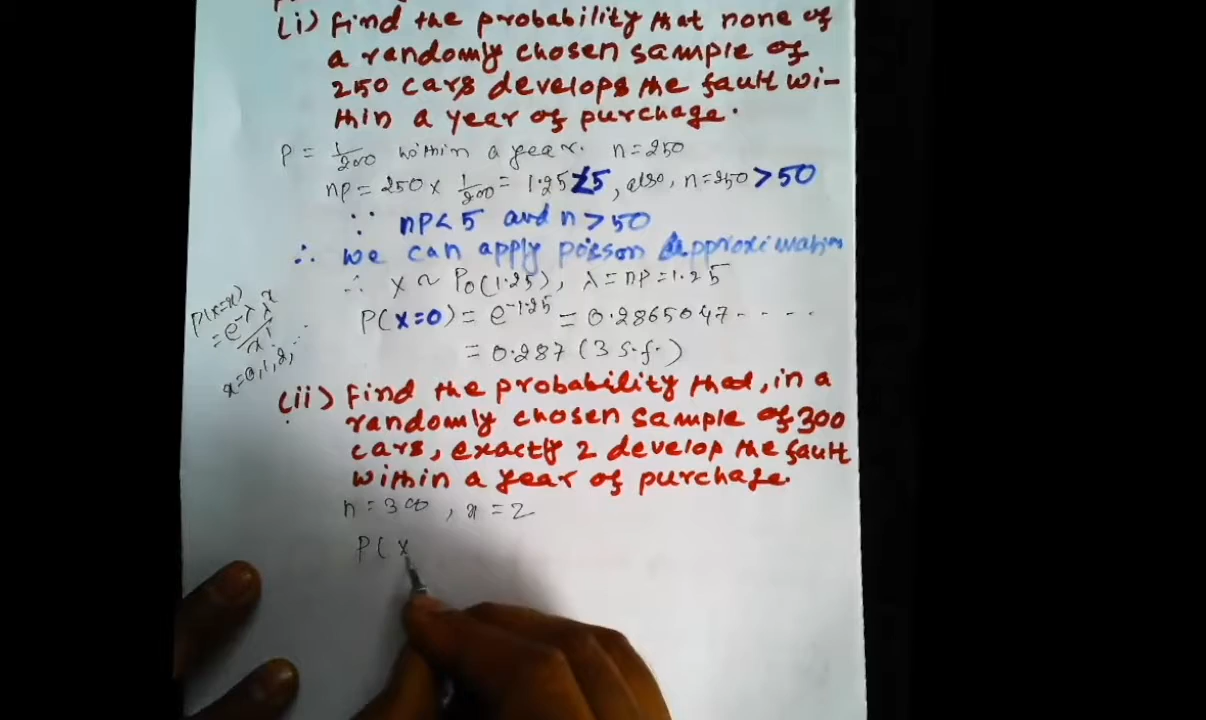 (i) Find the probability that none of
a randomly chosen sample of
250 cars develops the fault wi-
thin a year of purchage.
P = 1/200 within a year. n=250
np = 250 x 1/200 = 1.25 < 5, also, n=250 > 50
∵ np < 5 and n > 50
∴ we can apply poisson approximation
∴ X ~ Po(1.25), λ = np = 1.25
P(X=0) = e^-1.25 = 0.2865047....
= 0.287 (3 s.f.)
P(X=x)
= e^-λ λ^x / x!
x=0,1,2,...
(ii) Find the probability that, in a
randomly chosen sample of 300
cars, exactly 2 develop the fault
within a year of purchage.
n = 300, x = 2
P(X